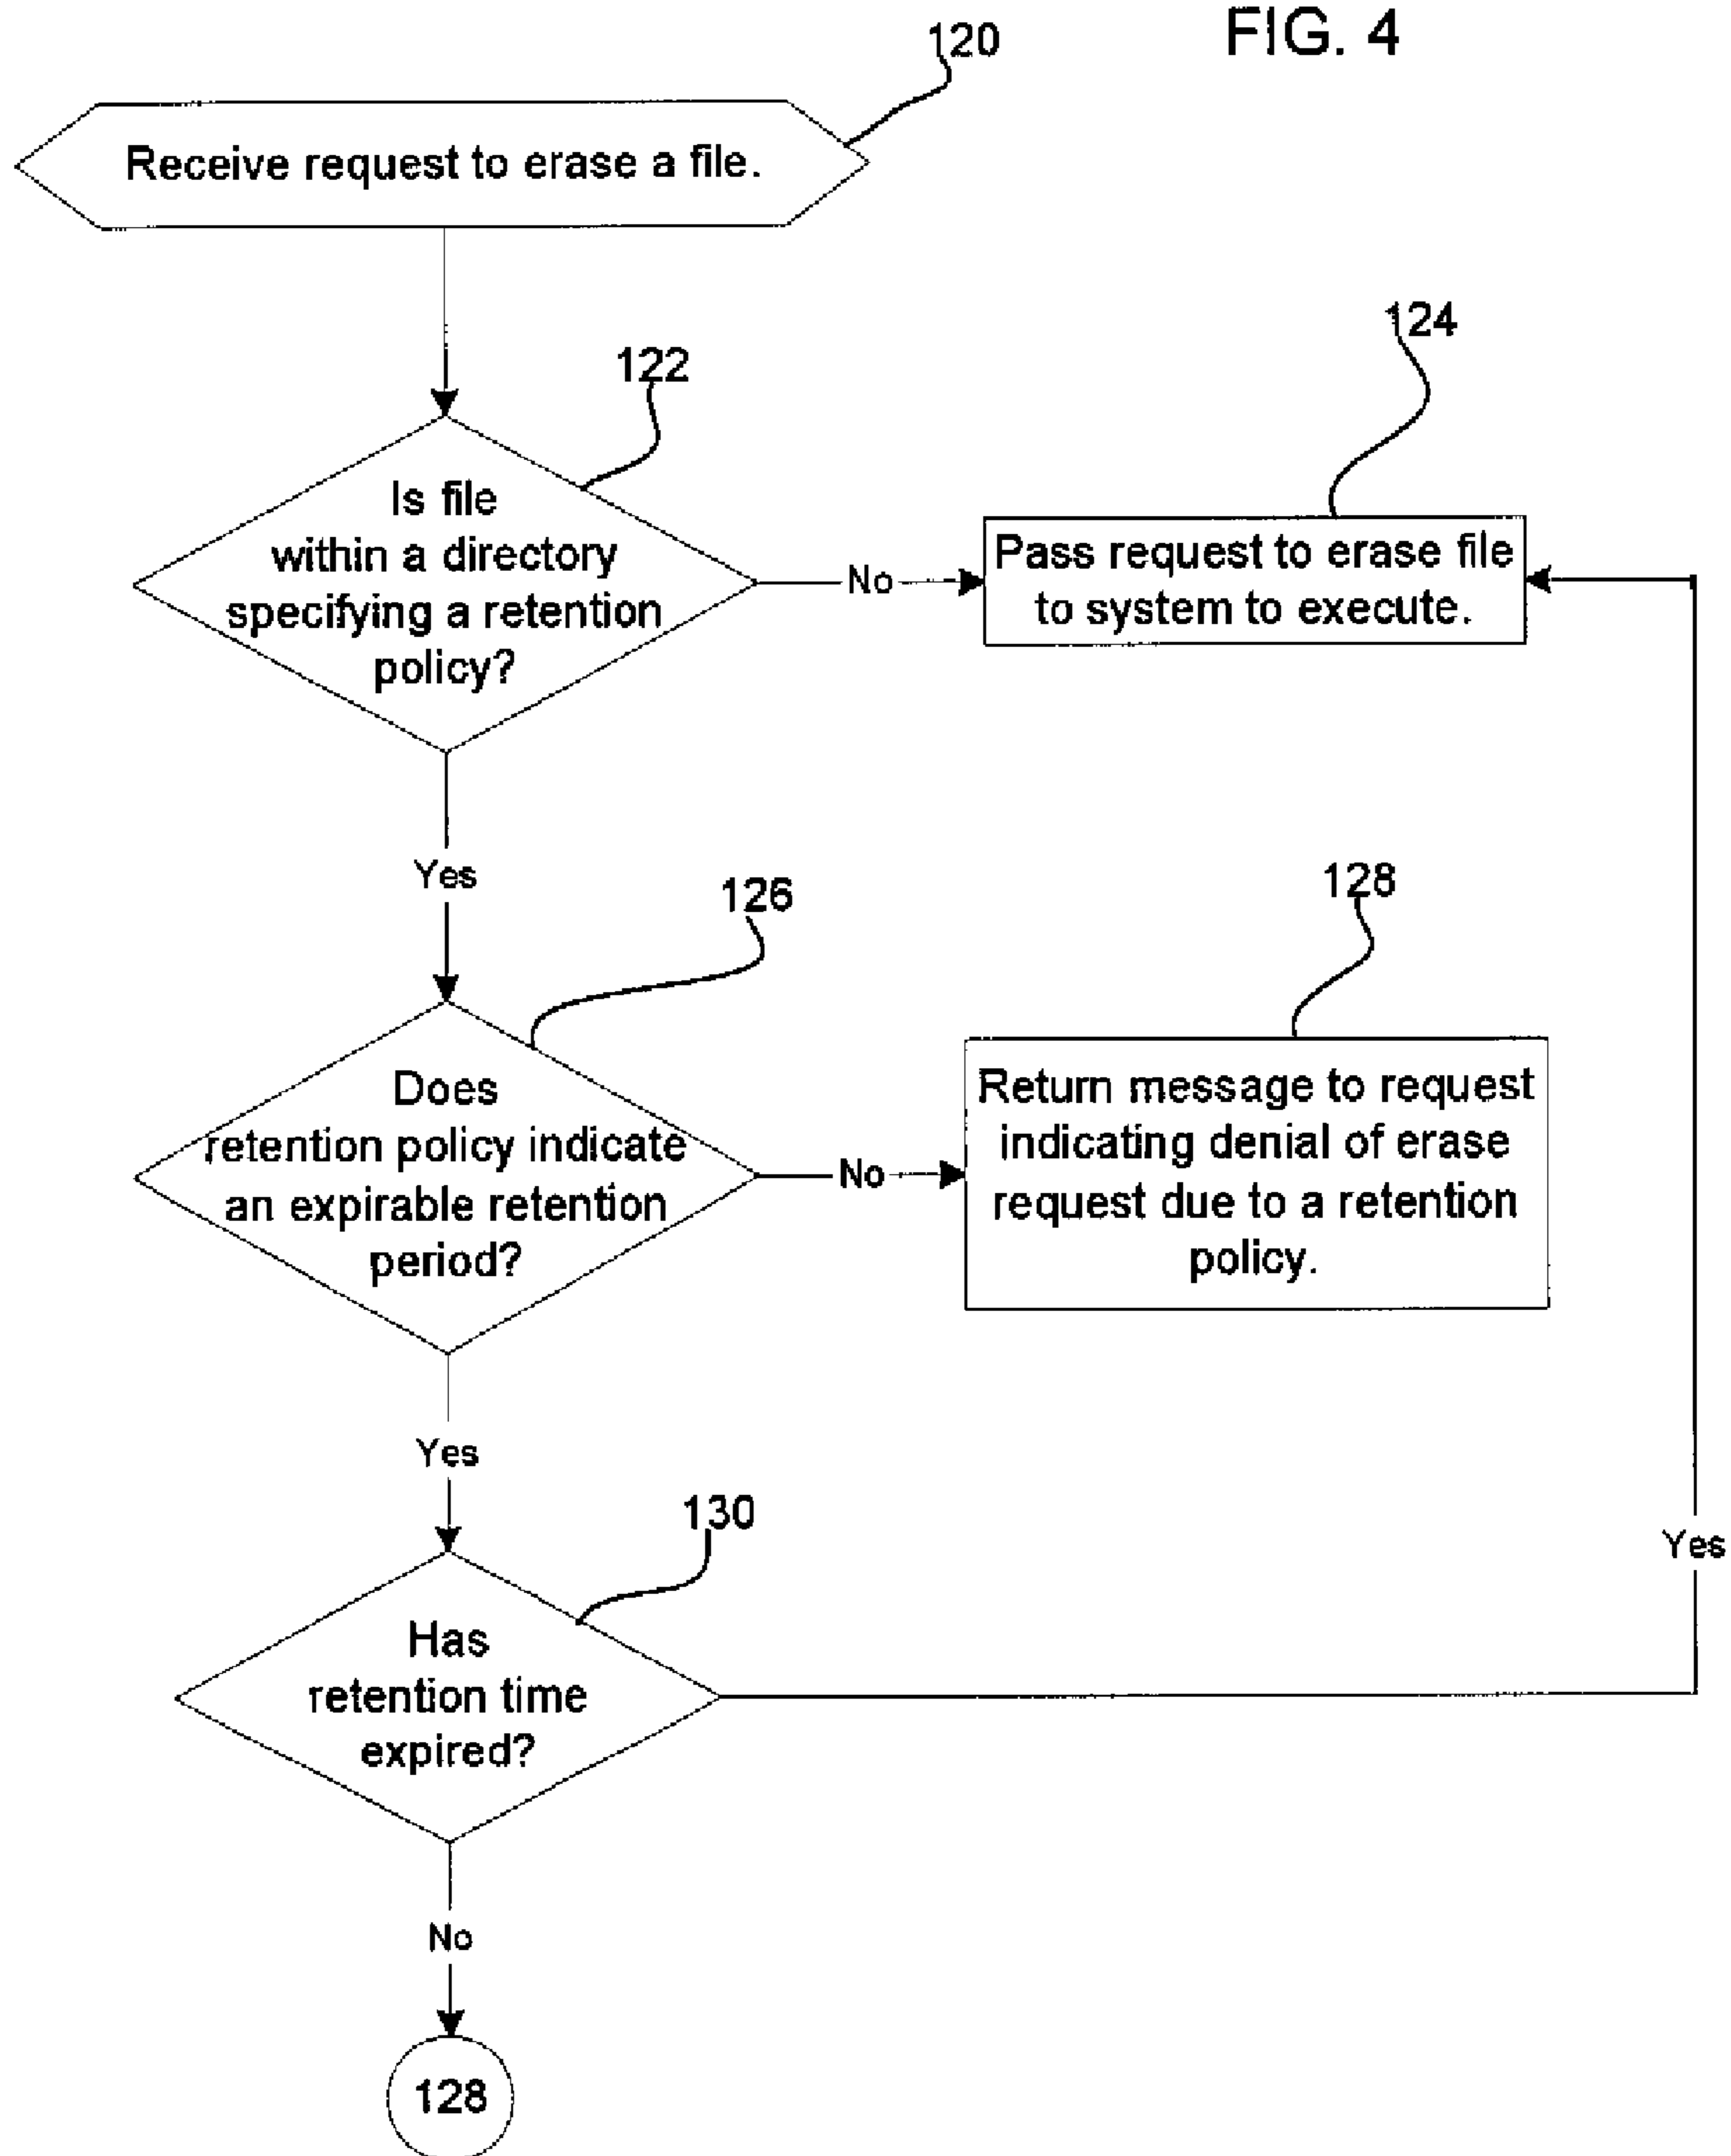 FIG. 4
120
Receive request to erase a file.
122
Is file
within a directory
specifying a retention
policy?
No
124
Pass request to erase file
to system to execute.
Yes
126
Does
retention policy indicate
an expirable retention
period?
No
128
Return message to request
indicating denial of erase
request due to a retention
policy.
Yes
130
Has
retention time
expired?
Yes
No
128